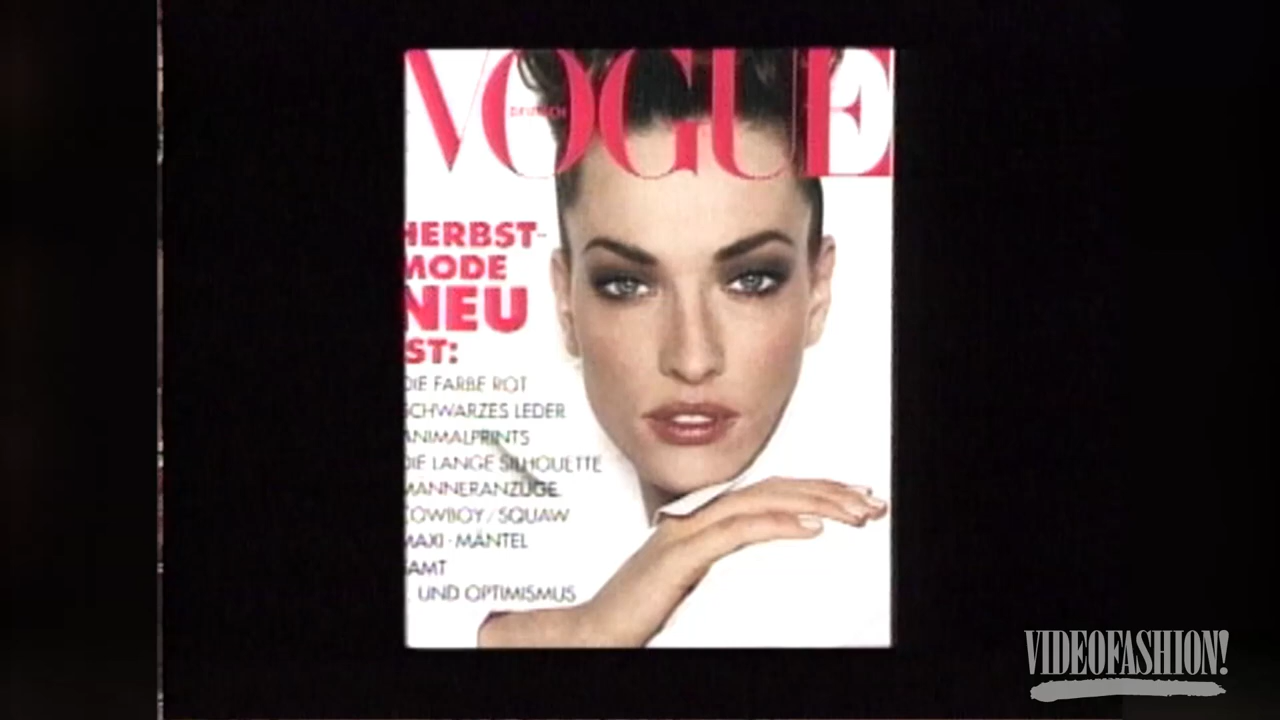 VOGUE
DEUTSCH
HERBST-
MODE
NEU
IST:
DIE FARBE ROT
SCHWARZES LEDER
ANIMALPRINTS
DIE LANGE SILHOUETTE
MÄNNERANZÜGE
COWBOY/SQUAW
MAXI-MÄNTEL
SAMT
UND OPTIMISMUS
VIDEOFASHION!